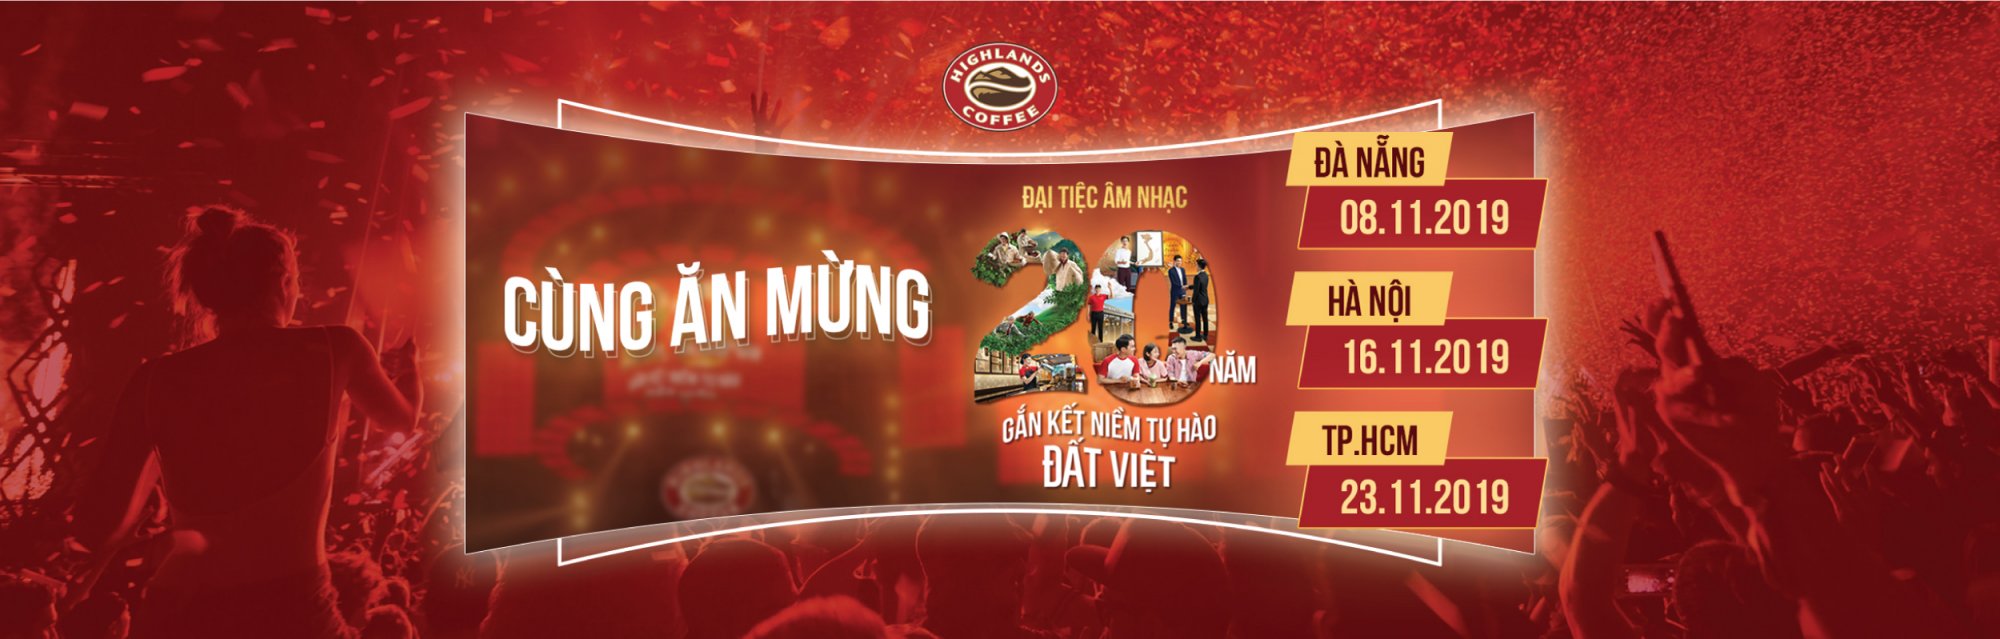 HIGHLANDS
COFFEE
CÙNG ĂN MỪNG
ĐẠI TIỆC ÂM NHẠC
20
NĂM
GẮN KẾT NIỀM TỰ HÀO
ĐẤT VIỆT
ĐÀ NẴNG
08.11.2019
HÀ NỘI
16.11.2019
TP.HCM
23.11.2019